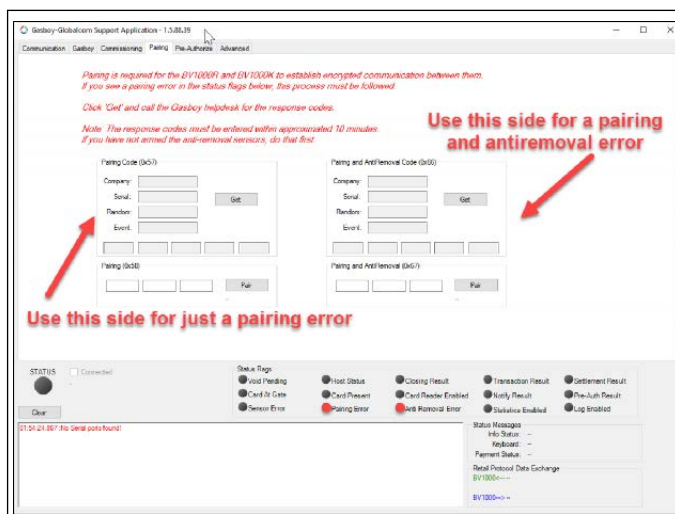 Gasboy-Globalcom Support Application - 1.5.88.19
Communication Gasboy Commissioning Pairing Pre-Authorize Advanced
Pairing is required for the BV1000R and BV1000K to establish encrypted communication between them.
If you see a pairing error in the status flags below, this process must be followed.
Click 'Get' and call the Gasboy helpdesk for the response codes.
Note: The response codes must be entered within approximated 10 minutes
If you have not armed the anti-removal sensors, do that first.
Use this side for a pairing
and antiremoval error
Pairing Code (0x57)
Company:
Serial:
Random:
Event:
Get
Pairing (0x58)
Pair
Pairing and AntiRemoval Code (0x66)
Company:
Serial:
Random:
Event:
Get
Pairing and AntiRemoval (0x67)
Pair
Use this side for just a pairing error
STATUS
Connected
Clear
Status Flags
Void Pending Host Status Closing Result Transaction Result Settlement Result
Card At Gate Card Present Card Reader Enabled Notify Result Pre-Auth Result
Sensor Error Pairing Error Anti Removal Error Statistics Enabled Log Enabled
01:54:24.867 :No Serial ports found!
Status Messages
Info Status: --
Keyboard: --
Payment Status: --
Retail Protocol Data Exchange
BV1000<-- --
BV1000--> --